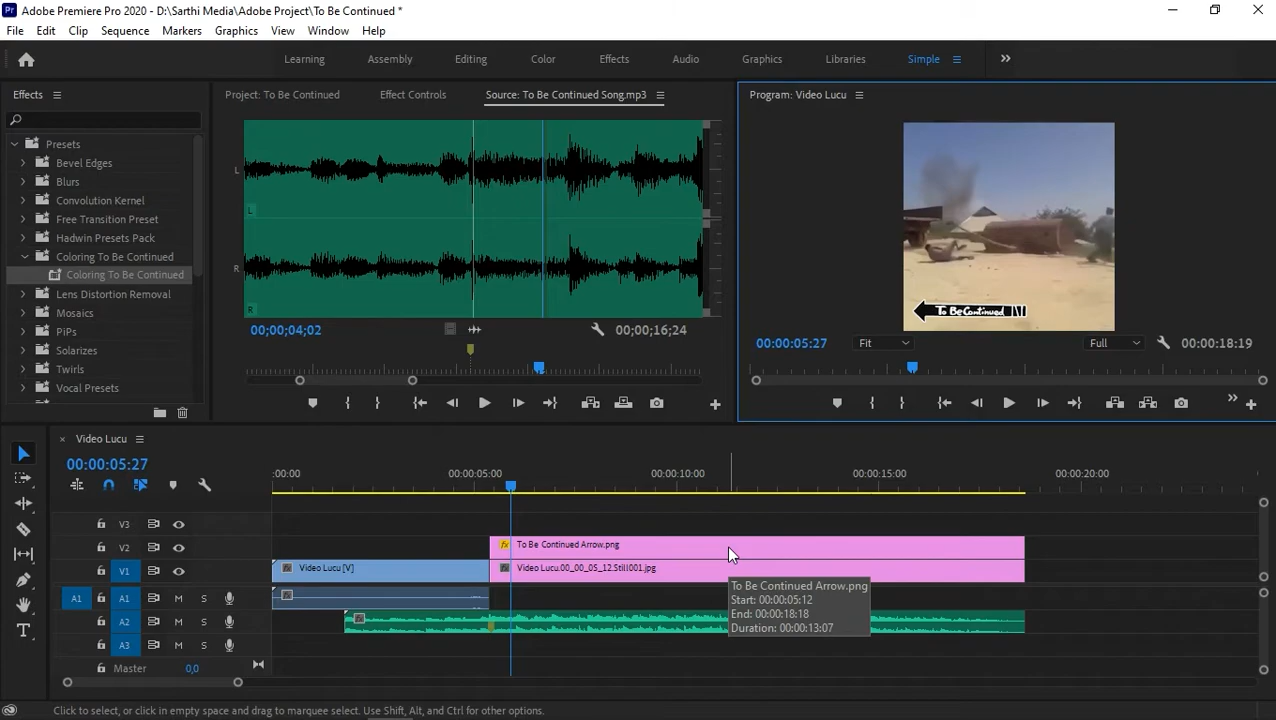 Adobe Premiere Pro 2020 - D:\Sarthi Media\Adobe Project\To Be Continued *
File Edit Clip Sequence Markers Graphics View Window Help
Learning Assembly Editing Color Effects Audio Graphics Libraries Simple
Effects
Project: To Be Continued Effect Controls Source: To Be Continued Song.mp3
Program: Video Lucu
Presets
Bevel Edges
Blurs
Convolution Kernel
Free Transition Preset
Hadwin Presets Pack
Coloring To Be Continued
Coloring To Be Continued
Lens Distortion Removal
Mosaics
PiPs
Solarizes
Twirls
Vocal Presets
L
L
R
R
00;00;04;02 00;00;16;24
To Be Continued
00:00:05:27 Fit Full 00:00:18:19
Video Lucu
00:00:05:27
:00:00 00:00:05:00 00:00:10:00 00:00:15:00 00:00:20:00
V3
V2 To Be Continued Arrow.png
V1 Video Lucu [V] Video Lucu.00_00_05_12.Still001.jpg
To Be Continued Arrow.png
Start: 00:00:05:12
End: 00:00:18:18
Duration: 00:00:13:07
A1 A1 M S
A2 M S
A3 M S
Master 0,0
Click to select, or click in empty space and drag to marquee select. Use Shift, Alt, and Ctrl for other options.